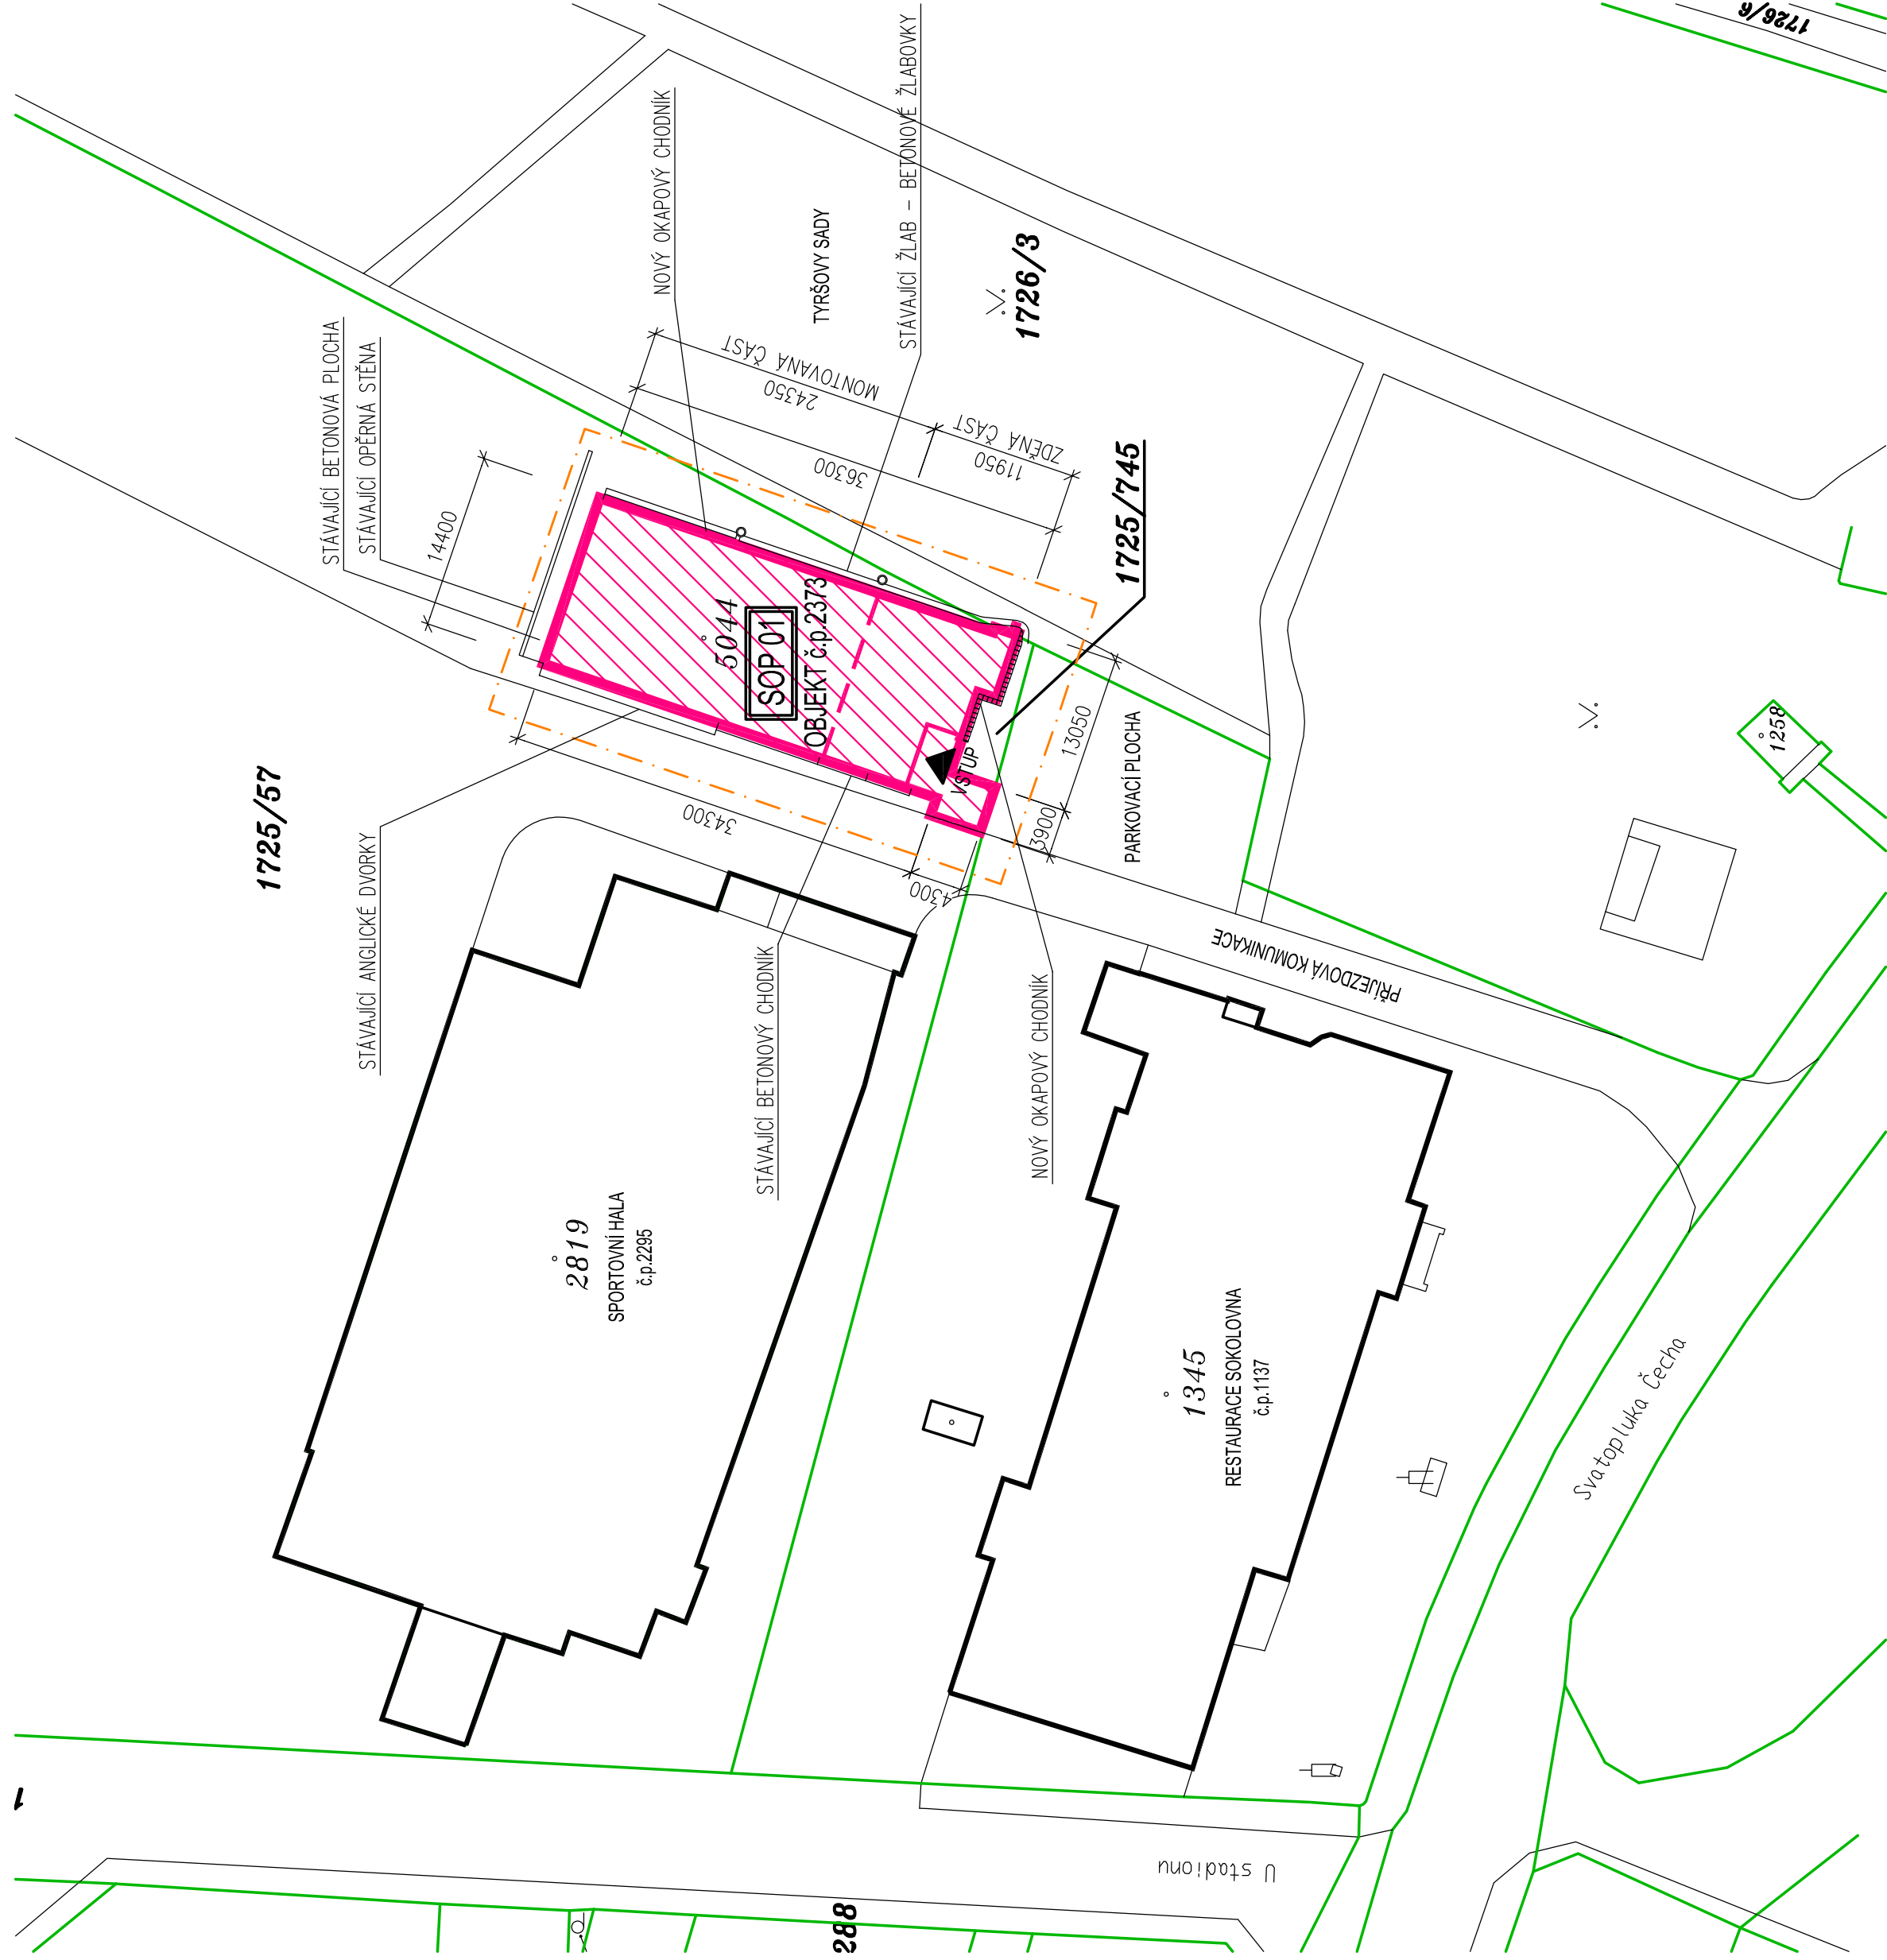 1726/6
STÁVAJÍCÍ ŽLAB - BETONOVÉ ŽLABOVKY
NOVÝ OKAPOVÝ CHODNÍK
TYRŠOVY SADY
1726/3
STÁVAJÍCÍ BETONOVÁ PLOCHA
STÁVAJÍCÍ OPĚRNÁ STĚNA
14400
MONTOVANÁ ČÁST
24350
ZDĚNÁ ČÁST
11950
36300
1725/745
5044
SOP 01
OBJEKT č.p.2373
VSTUP
13050
3900
PARKOVACÍ PLOCHA
34300
4300
1725/57
STÁVAJÍCÍ ANGLICKÉ DVORKY
STÁVAJÍCÍ BETONOVÝ CHODNÍK
NOVÝ OKAPOVÝ CHODNÍK
PŘÍJEZDOVÁ KOMUNIKACE
1258
2819
SPORTOVNÍ HALA
č.p.2295
1345
RESTAURACE SOKOLOVNA
č.p.1137
Svatopluka Čecha
U stadionu
288
1